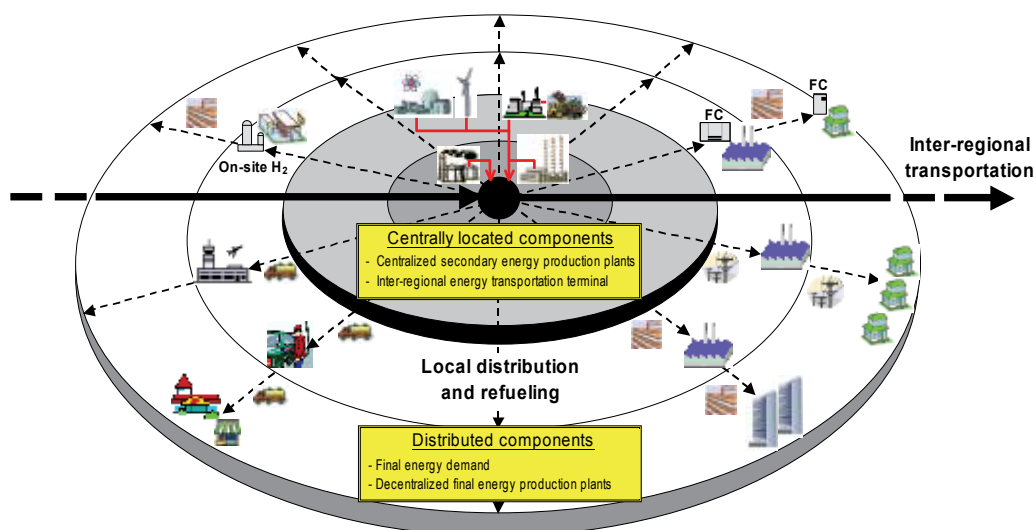 FC
FC
On-site H₂
Inter-regional
transportation
Centrally located components
- Centralized secondary energy production plants
- Inter-regional energy transportation terminal
Local distribution
and refueling
Distributed components
- Final energy demand
- Decentralized final energy production plants